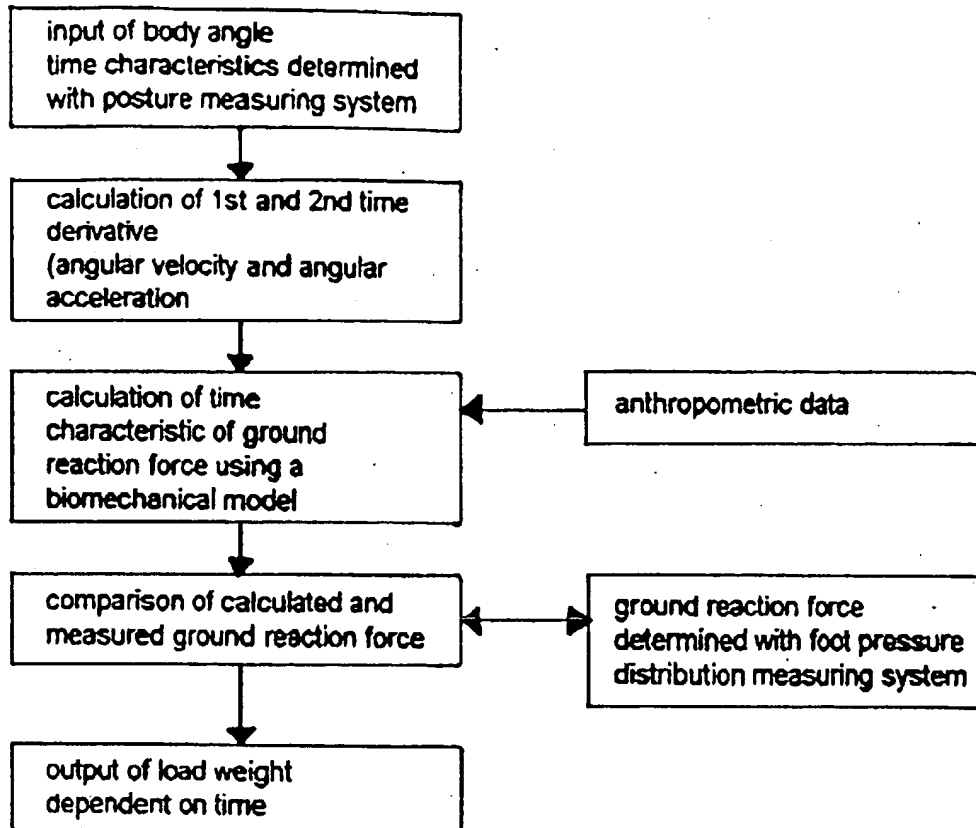 input of body angle
time characteristics determined
with posture measuring system
calculation of 1st and 2nd time
derivative
(angular velocity and angular
acceleration
calculation of time
characteristic of ground
reaction force using a
biomechanical model
anthropometric data
comparison of calculated and
measured ground reaction force
ground reaction force
determined with foot pressure
distribution measuring system
output of load weight
dependent on time